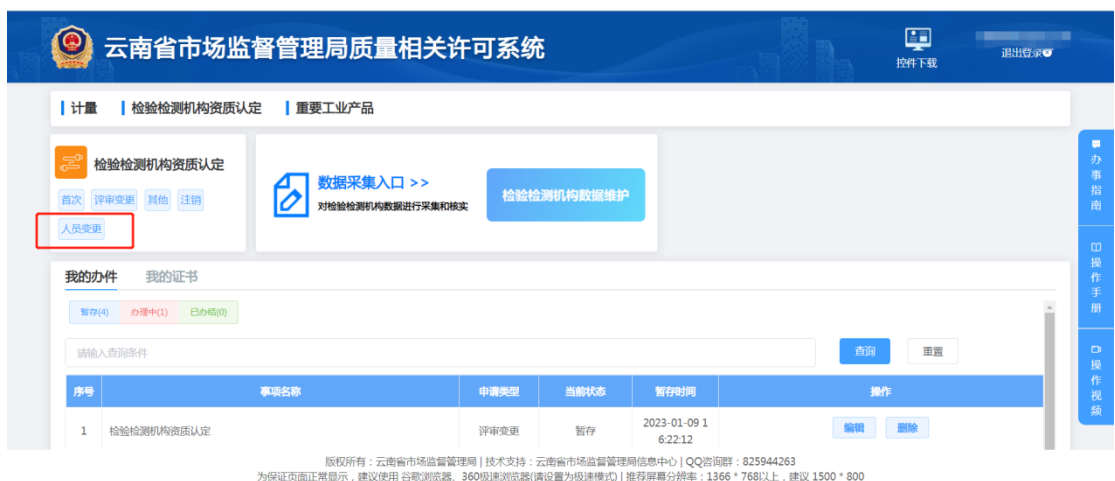 云南省市场监督管理局质量相关许可系统
控件下载
退出登录
计量 检验检测机构资质认定 重要工业产品
检验检测机构资质认定
首次 评审变更 其他 注销
人员变更
数据采集入口 >>
对检验检测机构数据进行采集和核实
检验检测机构数据维护
办事指南
操作手册
操作视频
我的办件 我的证书
暂存(4) 办理中(1) 已办结(0)
请输入查询条件
查询 重置
序号 事项名称 申请类型 当前状态 暂存时间 操作
1 检验检测机构资质认定 评审变更 暂存 2023-01-09 1
6:22:12 编辑 删除
版权所有：云南省市场监督管理局 | 技术支持：云南省市场监督管理局信息中心 | QQ咨询群：825944263
为保证页面正常显示，建议使用 谷歌浏览器、360极速浏览器(请设置为极速模式) | 推荐屏幕分辨率：1366 * 768以上，建议 1500 * 800